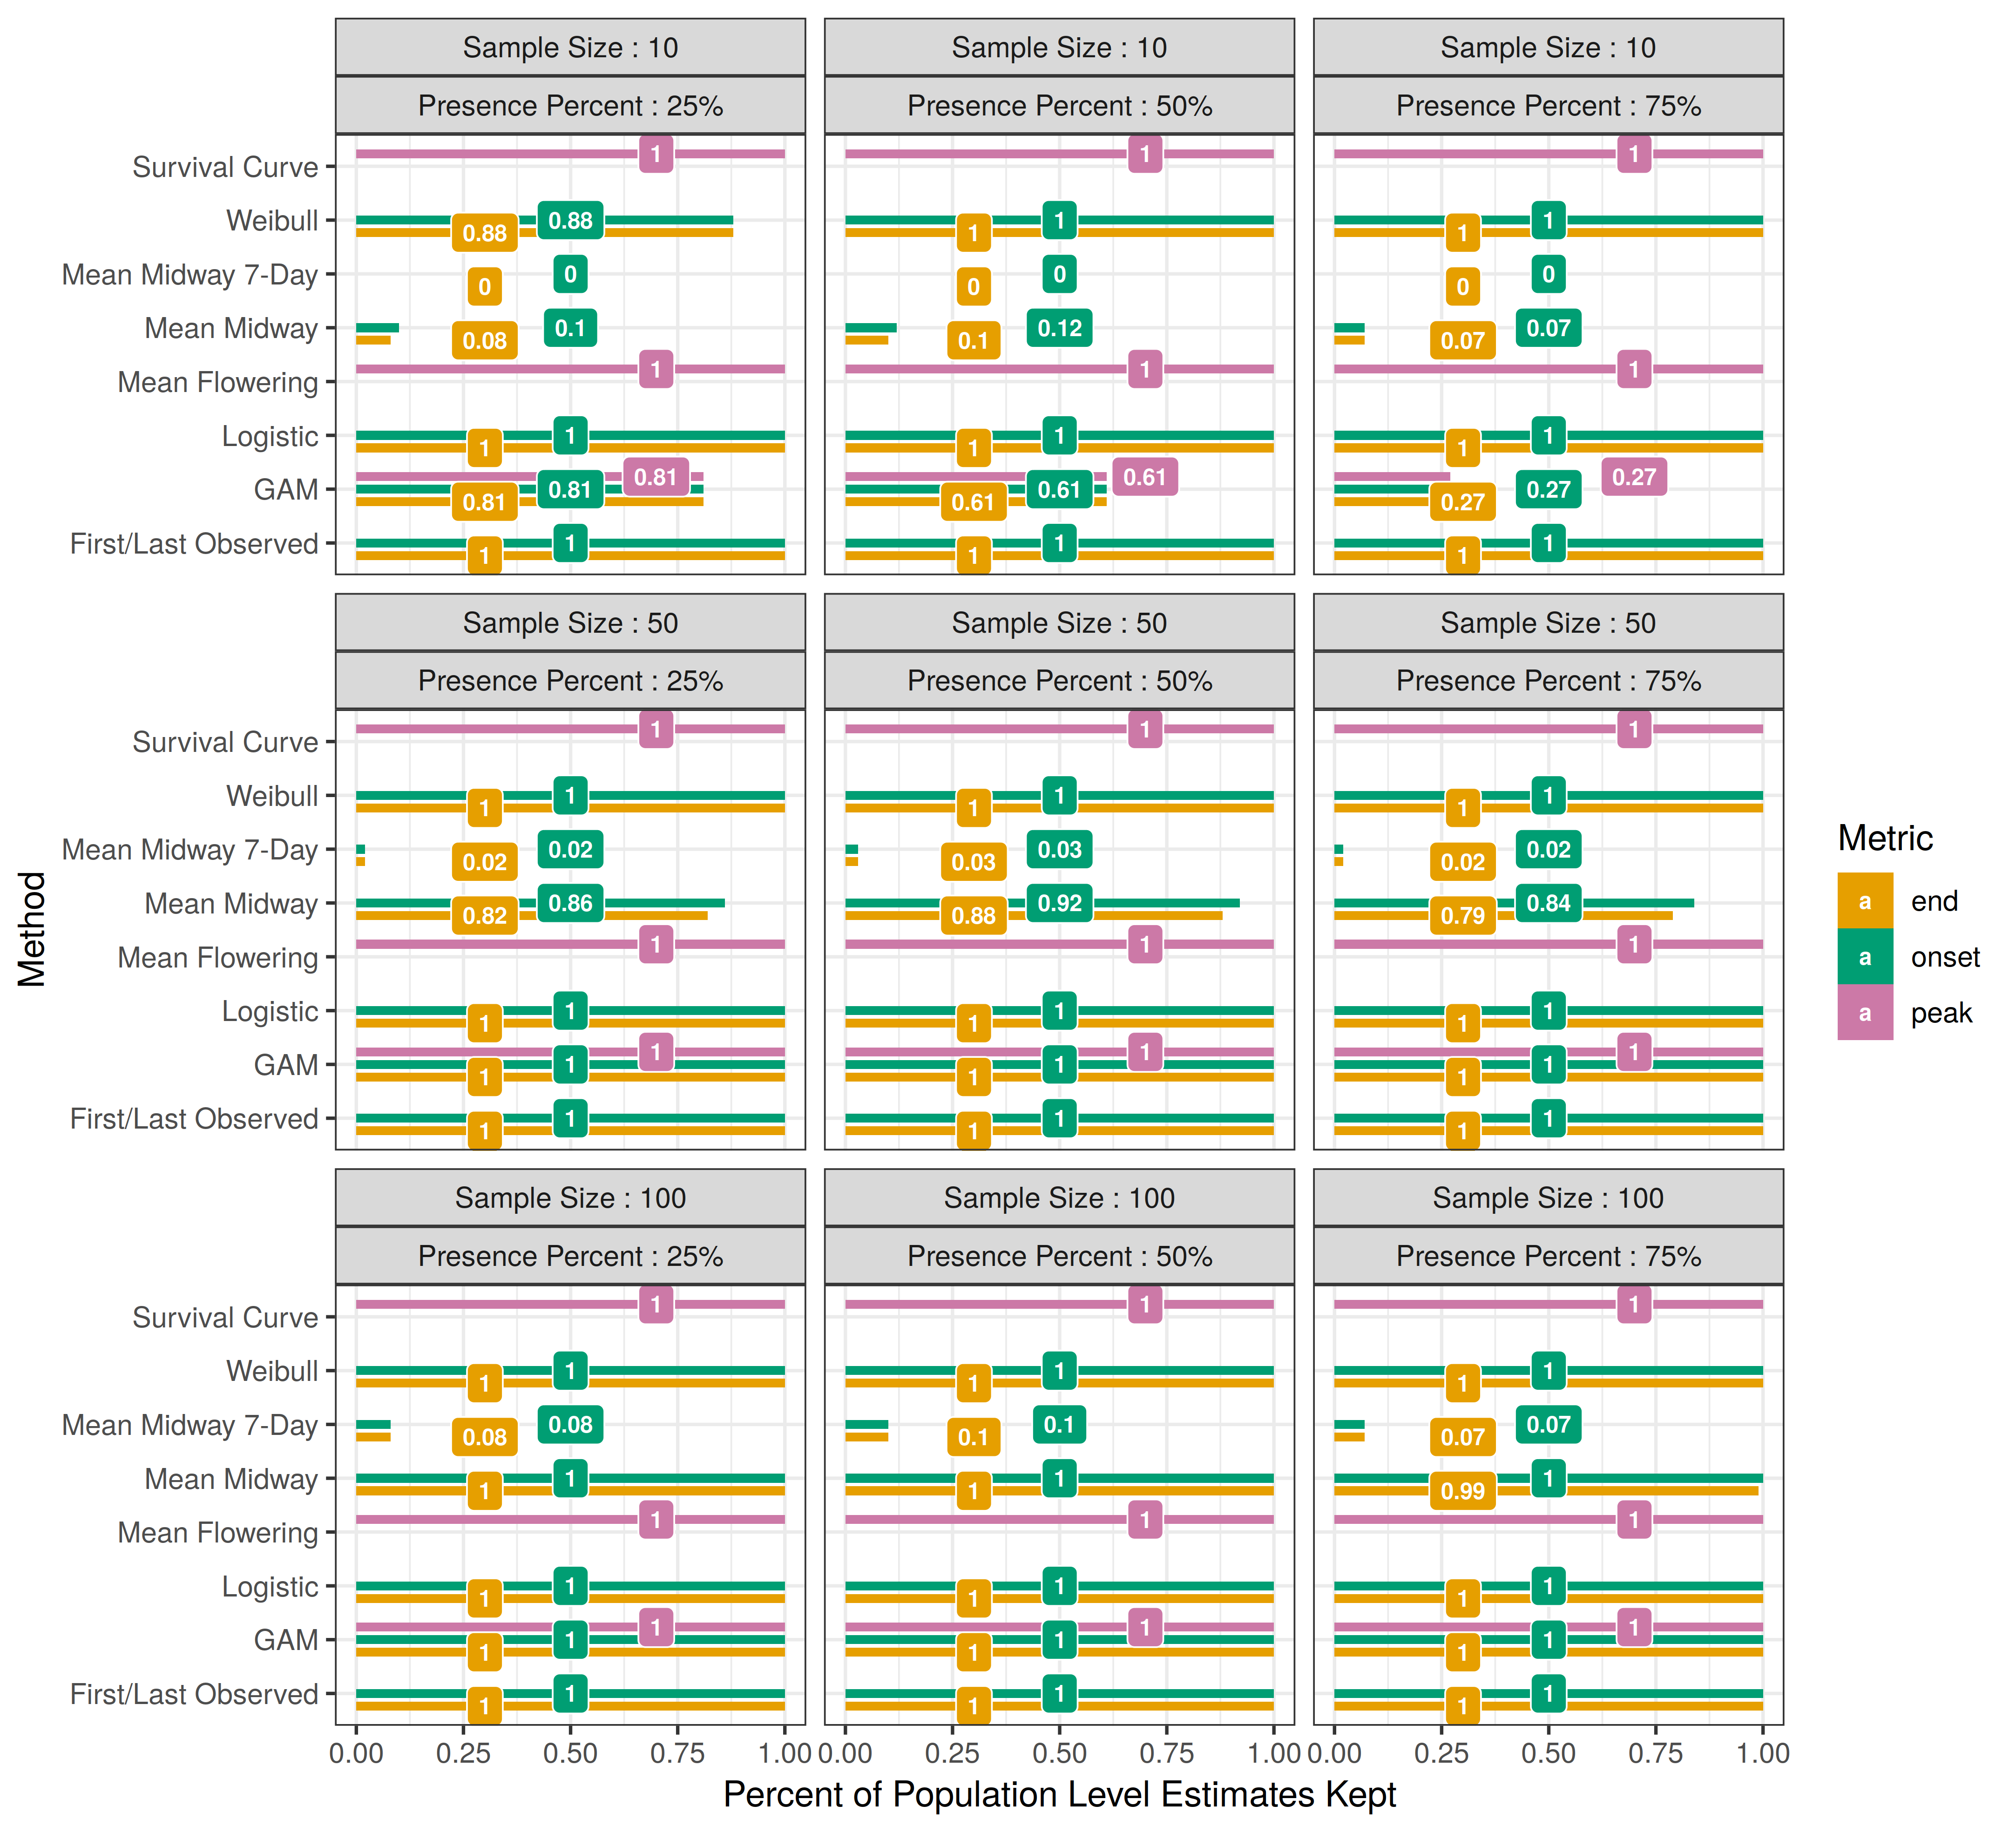 Sample Size : 10
Sample Size : 10
Sample Size : 10
Presence Percent : 25%
Presence Percent : 50%
Presence Percent : 75%
Survival Curve
1
1
1
Weibull
0.88
0.88
1
1
1
1
Mean Midway 7-Day
0
0
0
0
0
0
Mean Midway
0.08
0.1
0.1
0.12
0.07
0.07
Mean Flowering
1
1
1
Logistic
1
1
1
1
1
1
GAM
0.81
0.81
0.81
0.61
0.61
0.61
0.27
0.27
0.27
First/Last Observed
1
1
1
1
1
1
Sample Size : 50
Sample Size : 50
Sample Size : 50
Presence Percent : 25%
Presence Percent : 50%
Presence Percent : 75%
Survival Curve
1
1
1
Weibull
1
1
1
1
1
1
Mean Midway 7-Day
0.02
0.02
0.03
0.03
0.02
0.02
Mean Midway
0.82
0.86
0.88
0.92
0.79
0.84
Mean Flowering
1
1
1
Logistic
1
1
1
1
1
1
GAM
1
1
1
1
1
1
1
1
1
First/Last Observed
1
1
1
1
1
1
Sample Size : 100
Sample Size : 100
Sample Size : 100
Presence Percent : 25%
Presence Percent : 50%
Presence Percent : 75%
Survival Curve
1
1
1
Weibull
1
1
1
1
1
1
Mean Midway 7-Day
0.08
0.08
0.1
0.1
0.07
0.07
Mean Midway
1
1
1
1
0.99
1
Mean Flowering
1
1
1
Logistic
1
1
1
1
1
1
GAM
1
1
1
1
1
1
1
1
1
First/Last Observed
1
1
1
1
1
1
0.00 0.25 0.50 0.75 1.00
0.00 0.25 0.50 0.75 1.00
0.00 0.25 0.50 0.75 1.00
Percent of Population Level Estimates Kept
Method
Metric
a end
a onset
a peak